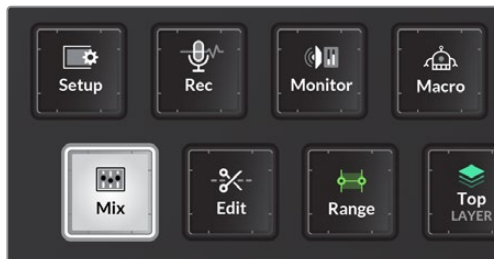 Setup
Rec
Monitor
Macro
Mix
Edit
Range
Top
LAYER